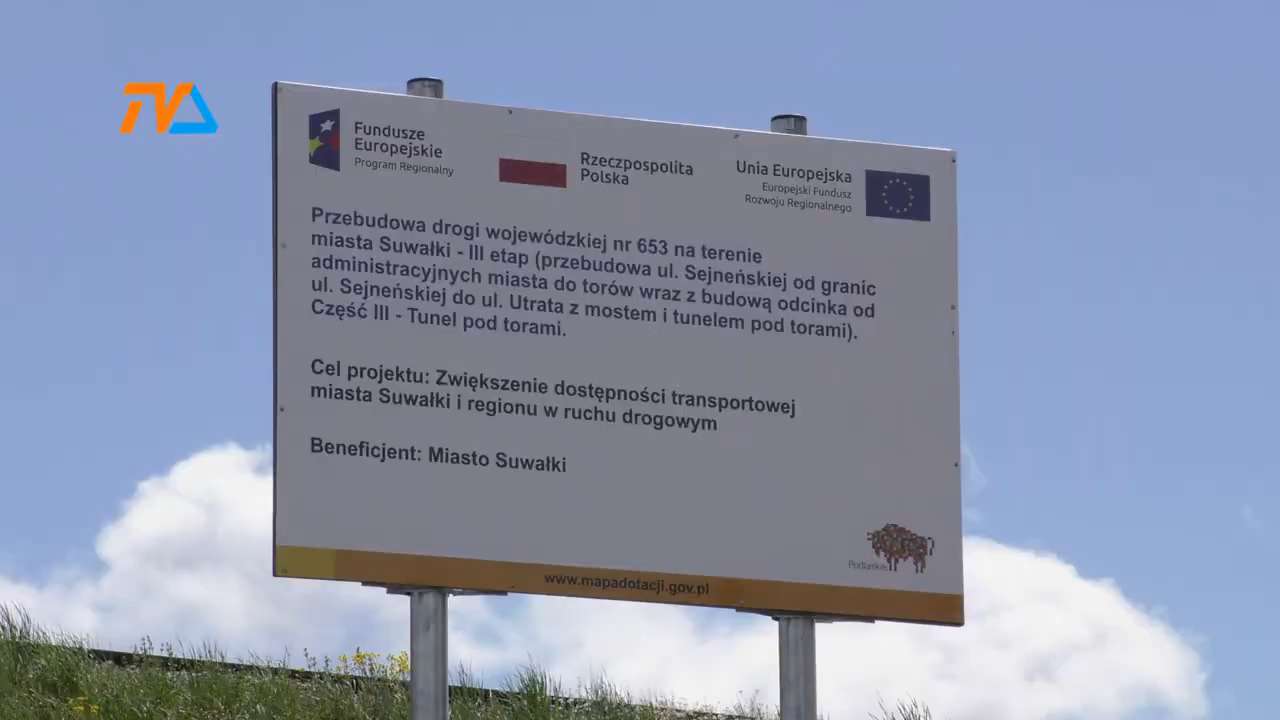 TVA
Fundusze
Europejskie
Program Regionalny
Rzeczpospolita
Polska
Unia Europejska
Europejski Fundusz
Rozwoju Regionalnego
Przebudowa drogi wojewódzkiej nr 653 na terenie
miasta Suwałki - III etap (przebudowa ul. Sejneńskiej od granic
administracyjnych miasta do torów wraz z budową odcinka od
ul. Sejneńskiej do ul. Utrata z mostem i tunelem pod torami).
Część III - Tunel pod torami.
Cel projektu: Zwiększenie dostępności transportowej
miasta Suwałki i regionu w ruchu drogowym
Beneficjent: Miasto Suwałki
Podlaskie
www.mapadotacji.gov.pl